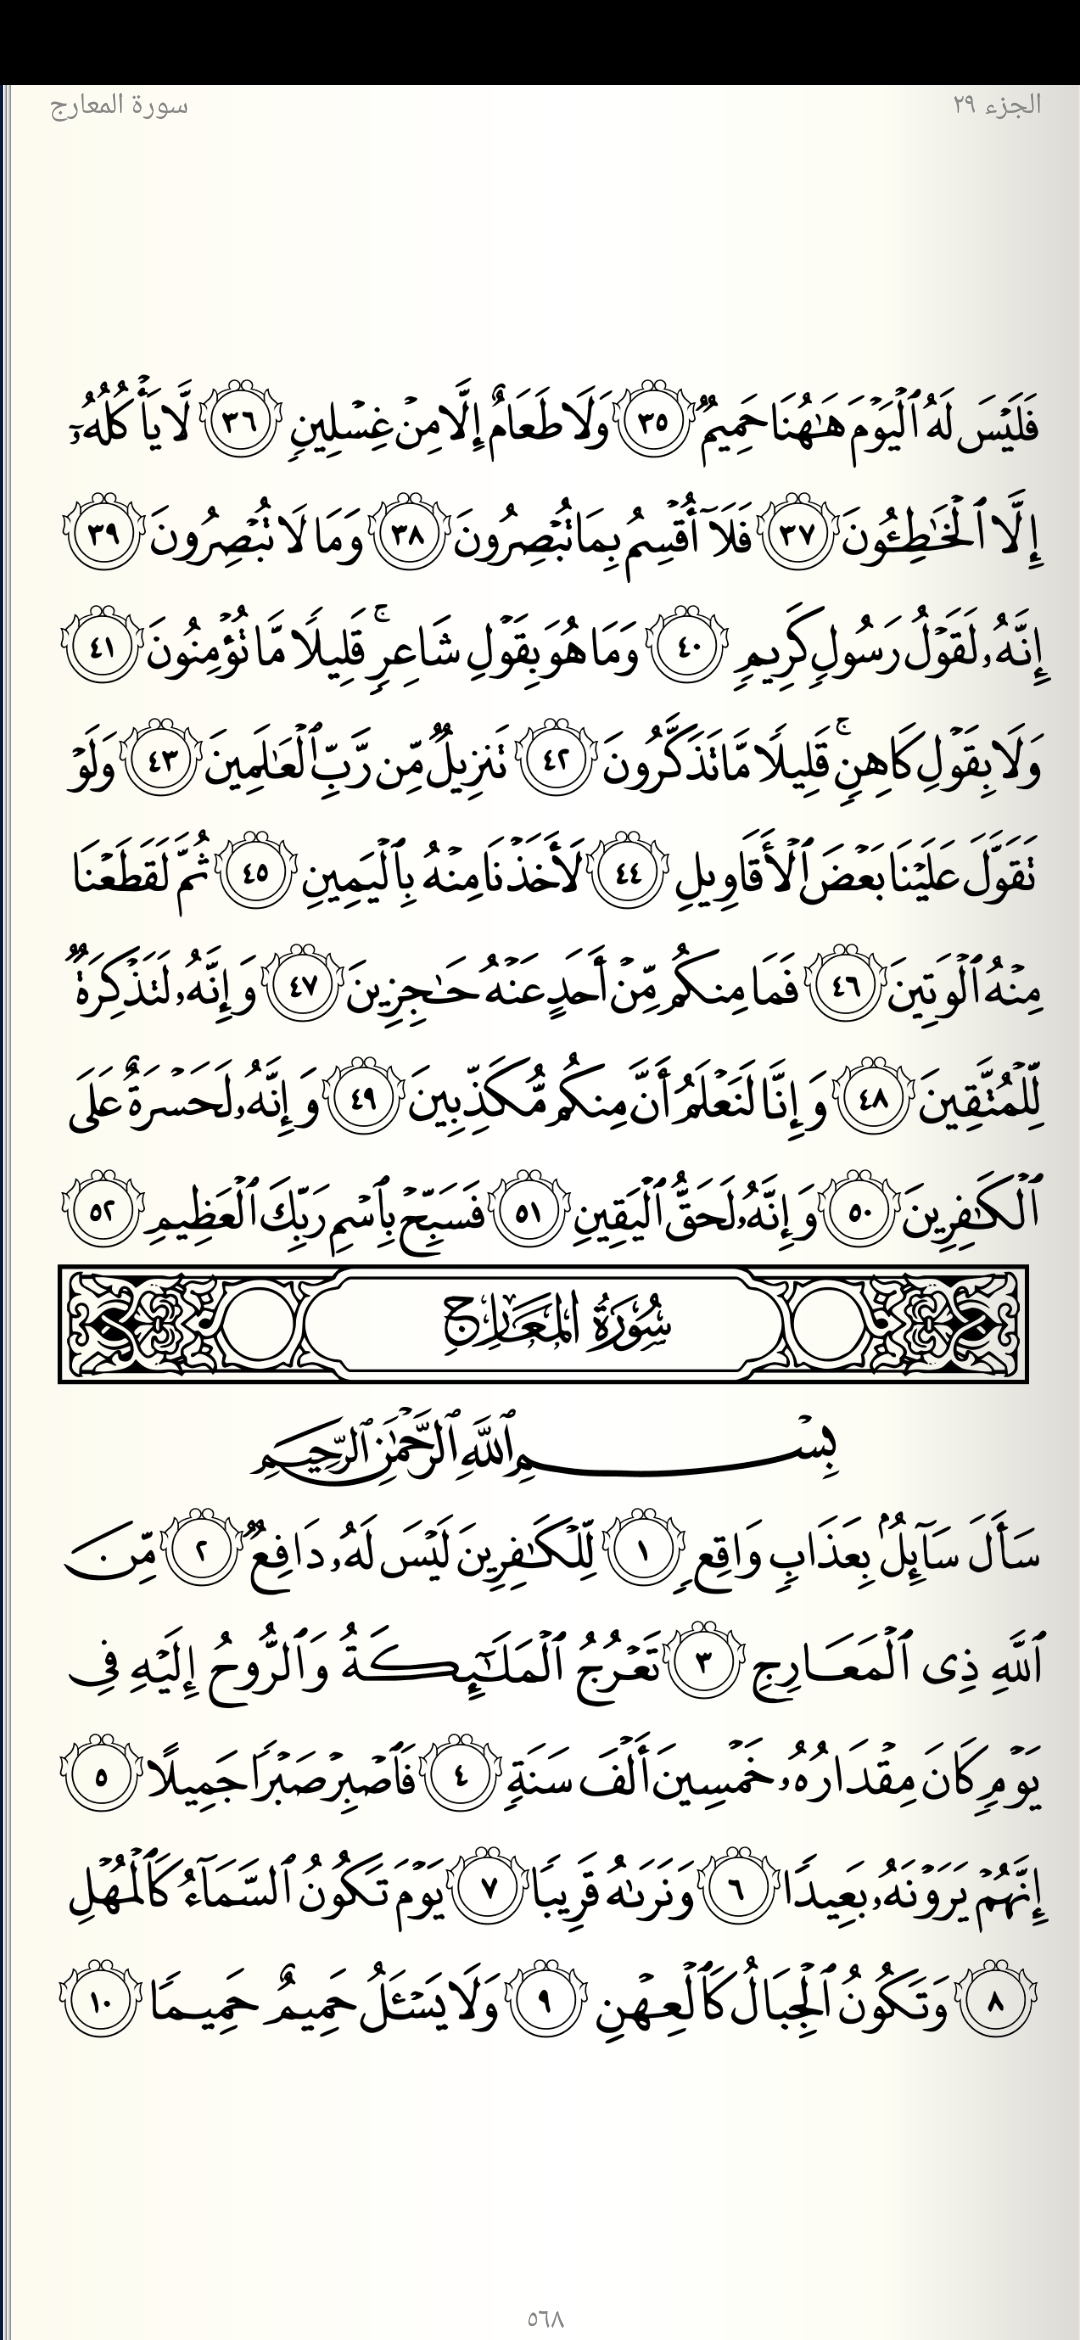 الجزء ٢٩
سورة المعارج
فَلَيْسَ لَهُ ٱلْيَوْمَ هَـٰهُنَا حَمِيمٌ ٣٥ وَلَا طَعَامٌ إِلَّا مِنْ غِسْلِينٍ ٣٦ لَّا يَأْكُلُهُۥٓ
إِلَّا ٱلْخَـٰطِـُٔونَ ٣٧ فَلَآ أُقْسِمُ بِمَا تُبْصِرُونَ ٣٨ وَمَا لَا تُبْصِرُونَ ٣٩
إِنَّهُۥ لَقَوْلُ رَسُولٍ كَرِيمٍ ٤٠ وَمَا هُوَ بِقَوْلِ شَاعِرٍ ۚ قَلِيلًا مَّا تُؤْمِنُونَ ٤١
وَلَا بِقَوْلِ كَاهِنٍ ۚ قَلِيلًا مَّا تَذَكَّرُونَ ٤٢ تَنزِيلٌ مِّن رَّبِّ ٱلْعَـٰلَمِينَ ٤٣ وَلَوْ
تَقَوَّلَ عَلَيْنَا بَعْضَ ٱلْأَقَاوِيلِ ٤٤ لَأَخَذْنَا مِنْهُ بِٱلْيَمِينِ ٤٥ ثُمَّ لَقَطَعْنَا
مِنْهُ ٱلْوَتِينَ ٤٦ فَمَا مِنكُم مِّنْ أَحَدٍ عَنْهُ حَـٰجِزِينَ ٤٧ وَإِنَّهُۥ لَتَذْكِرَةٌ
لِّلْمُتَّقِينَ ٤٨ وَإِنَّا لَنَعْلَمُ أَنَّ مِنكُم مُّكَذِّبِينَ ٤٩ وَإِنَّهُۥ لَحَسْرَةٌ عَلَى
ٱلْكَـٰفِرِينَ ٥٠ وَإِنَّهُۥ لَحَقُّ ٱلْيَقِينِ ٥١ فَسَبِّحْ بِٱسْمِ رَبِّكَ ٱلْعَظِيمِ ٥٢
سُورَةُ المَعَارِجِ
بِسْمِ ٱللَّهِ ٱلرَّحْمَـٰنِ ٱلرَّحِيمِ
سَأَلَ سَآئِلٌۢ بِعَذَابٍ وَاقِعٍ ١ لِّلْكَـٰفِرِينَ لَيْسَ لَهُۥ دَافِعٌ ٢ مِّنَ
ٱللَّهِ ذِى ٱلْمَعَارِجِ ٣ تَعْرُجُ ٱلْمَلَـٰٓئِكَةُ وَٱلرُّوحُ إِلَيْهِ فِى
يَوْمٍ كَانَ مِقْدَارُهُۥ خَمْسِينَ أَلْفَ سَنَةٍ ٤ فَٱصْبِرْ صَبْرًا جَمِيلًا ٥
إِنَّهُمْ يَرَوْنَهُۥ بَعِيدًا ٦ وَنَرَىٰهُ قَرِيبًا ٧ يَوْمَ تَكُونُ ٱلسَّمَآءُ كَٱلْمُهْلِ
٨ وَتَكُونُ ٱلْجِبَالُ كَٱلْعِهْنِ ٩ وَلَا يَسْـَٔلُ حَمِيمٌ حَمِيمًا ١٠
٥٦٨